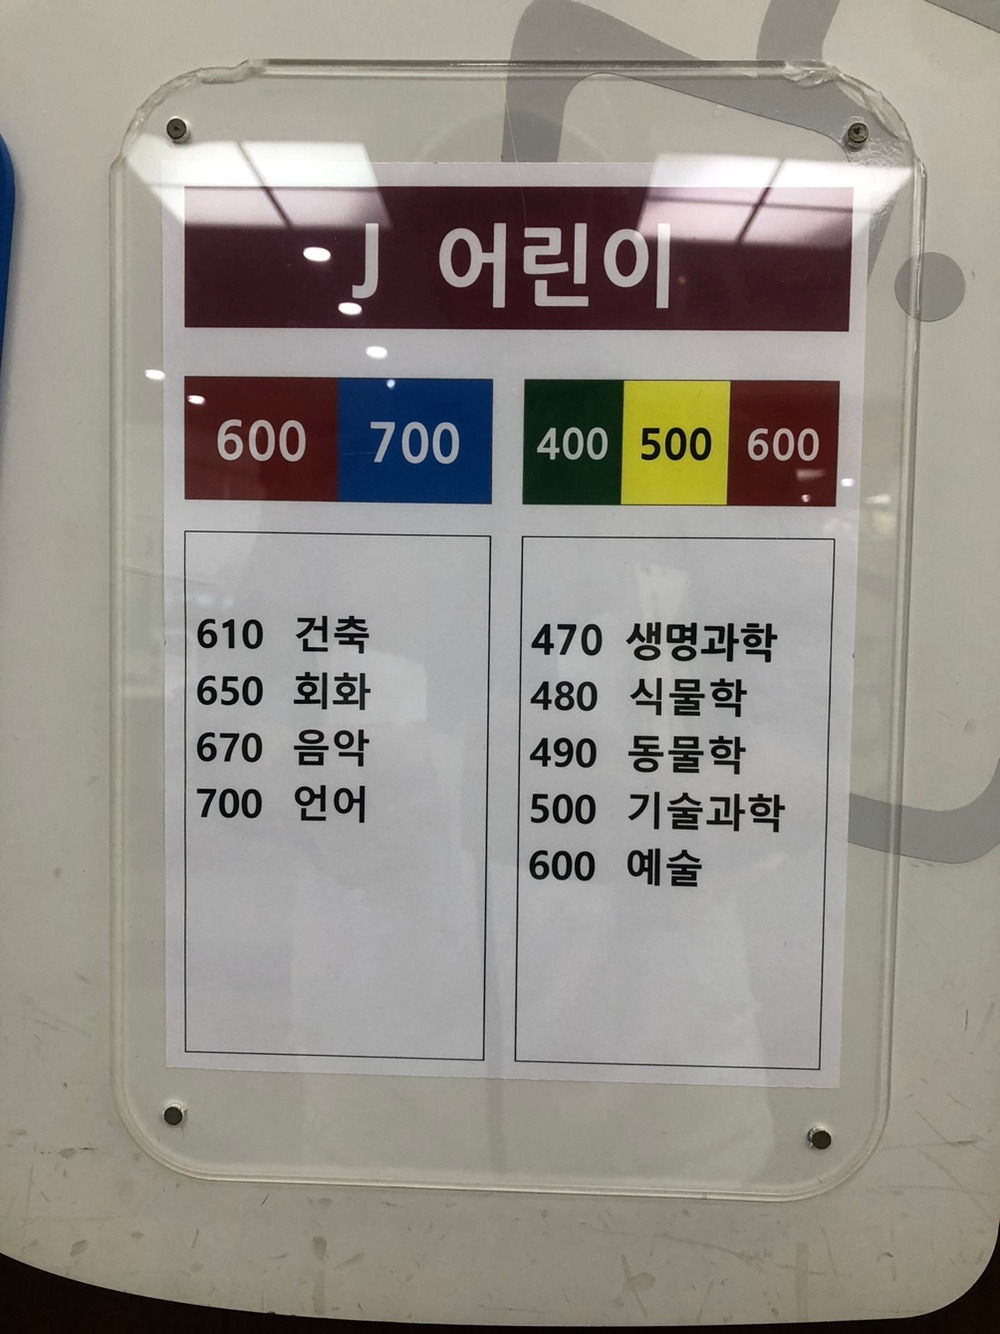 J 어린이
600 700
610 건축
650 회화
670 음악
700 언어
400 500 600
470 생명과학
480 식물학
490 동물학
500 기술과학
600 예술